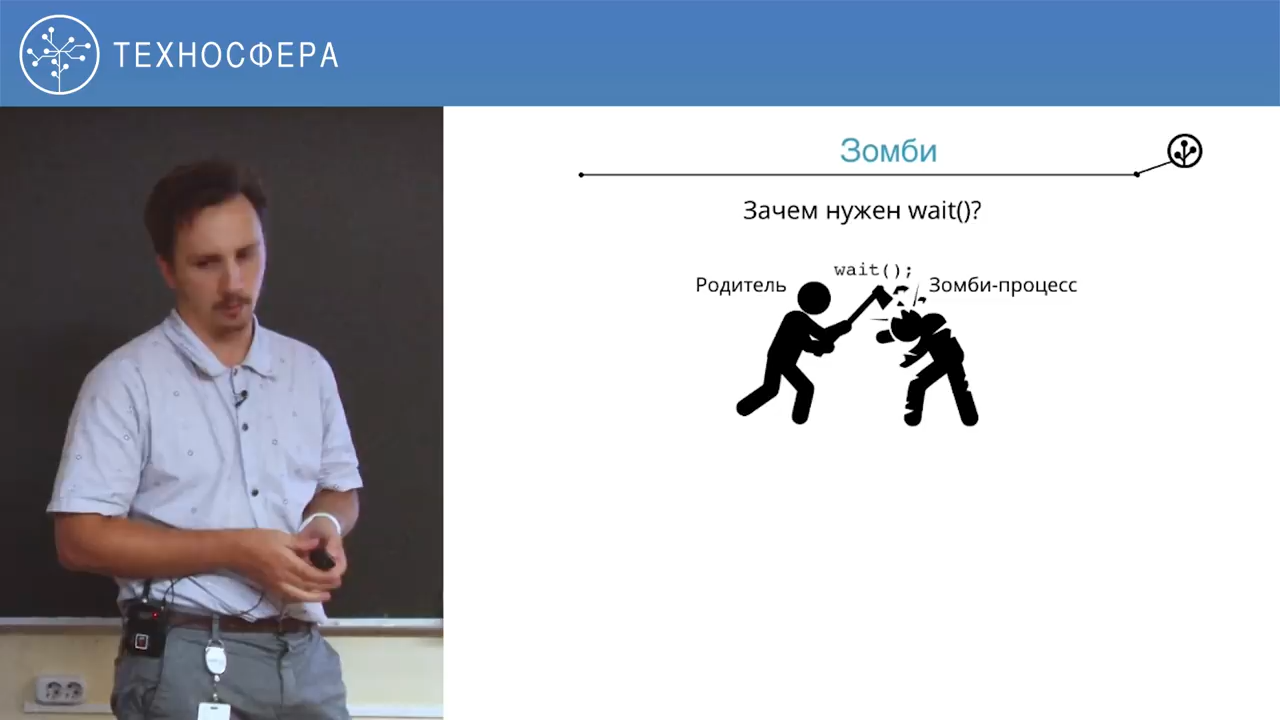 ТЕХНОСФЕРА
Зомби
Зачем нужен wait()?
wait();
Родитель
Зомби-процесс